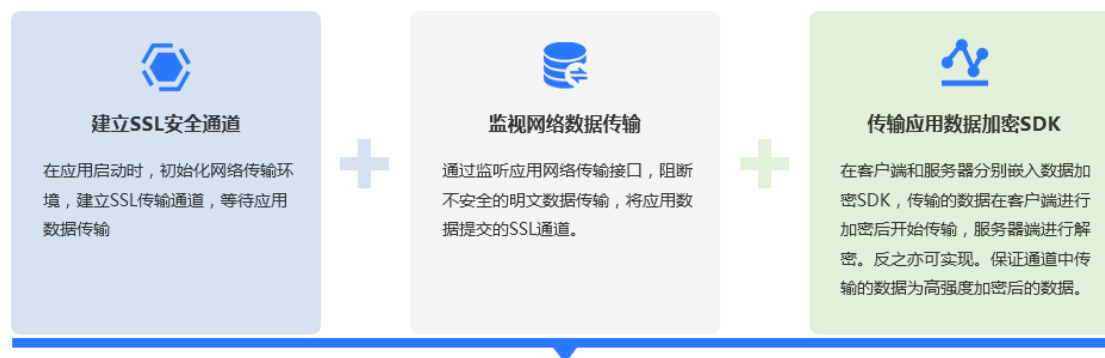 建立SSL安全通道
在应用启动时，初始化网络传输环
境，建立SSL传输通道，等待应用
数据传输
监视网络数据传输
通过监听应用网络传输接口，阻断
不安全的明文数据传输，将应用数
据提交的SSL通道。
传输应用数据加密SDK
在客户端和服务器分别嵌入数据加
密SDK，传输的数据在客户端进行
加密后开始传输，服务器端进行解
密。反之亦可实现。保证通道中传
输的数据为高强度加密后的数据。